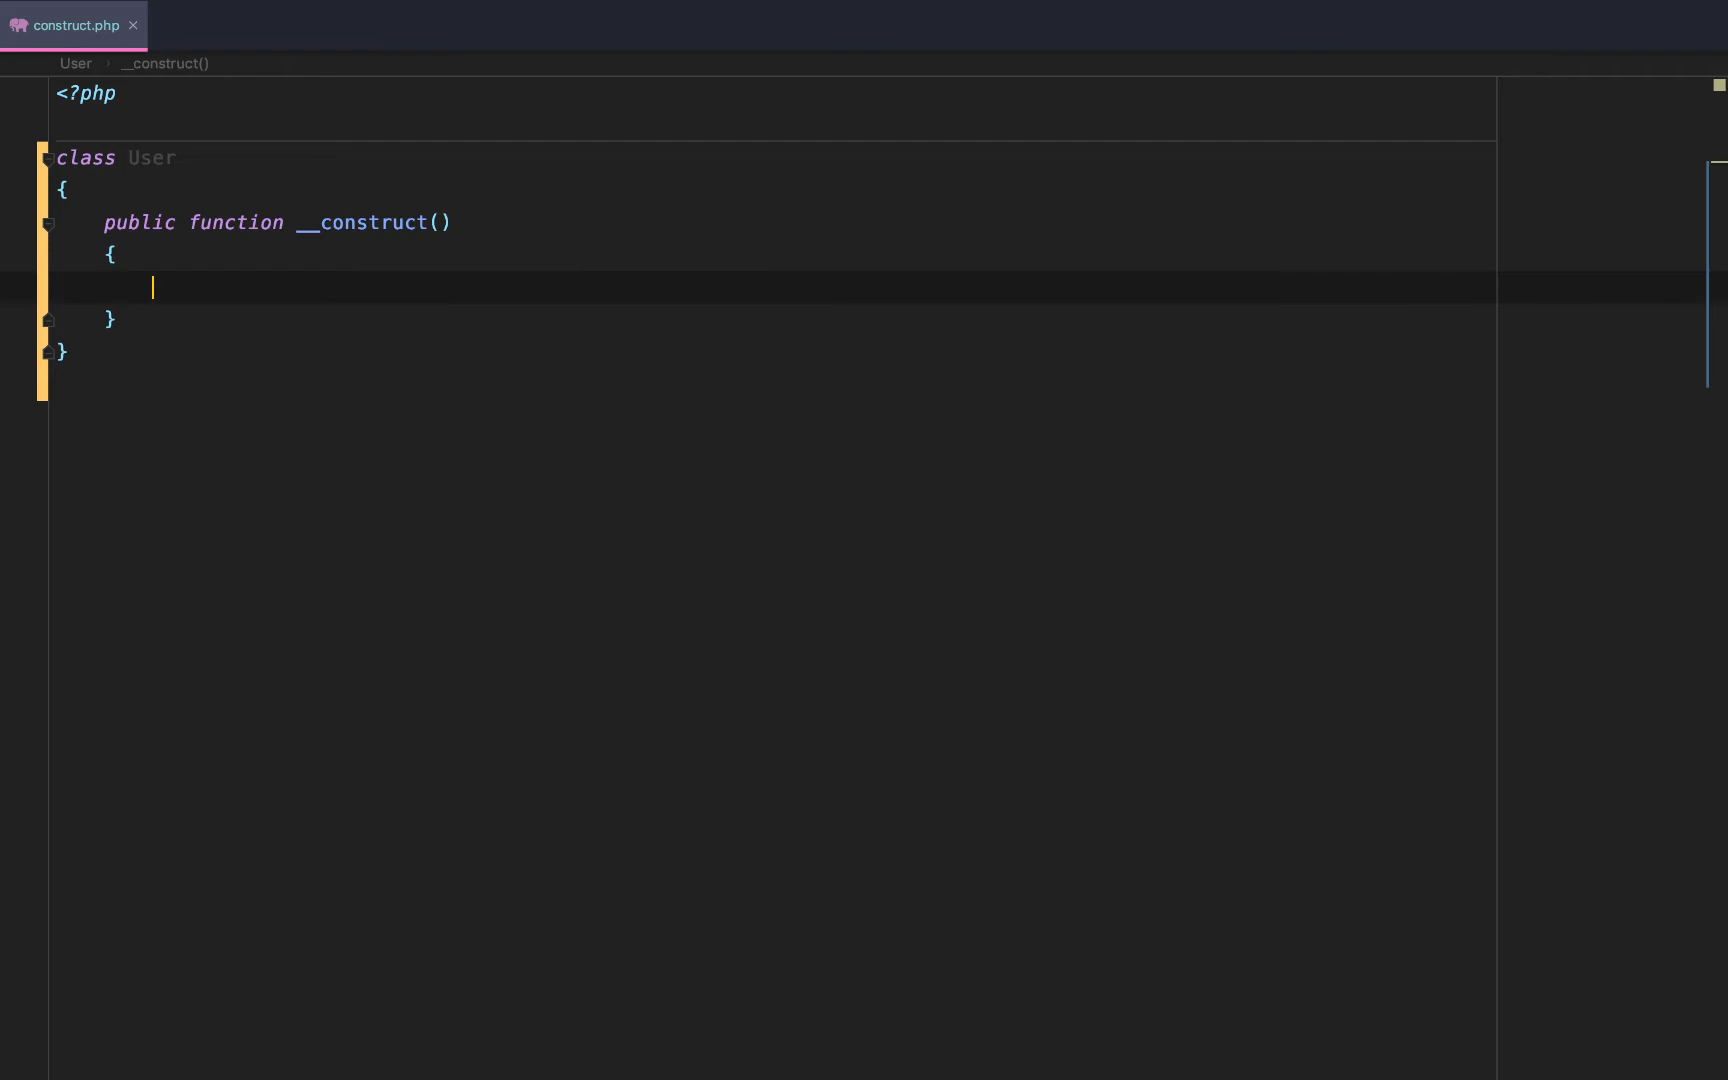 construct.php ×
User › __construct()
<?php
class User
{
    public function __construct()
    {
    }
}